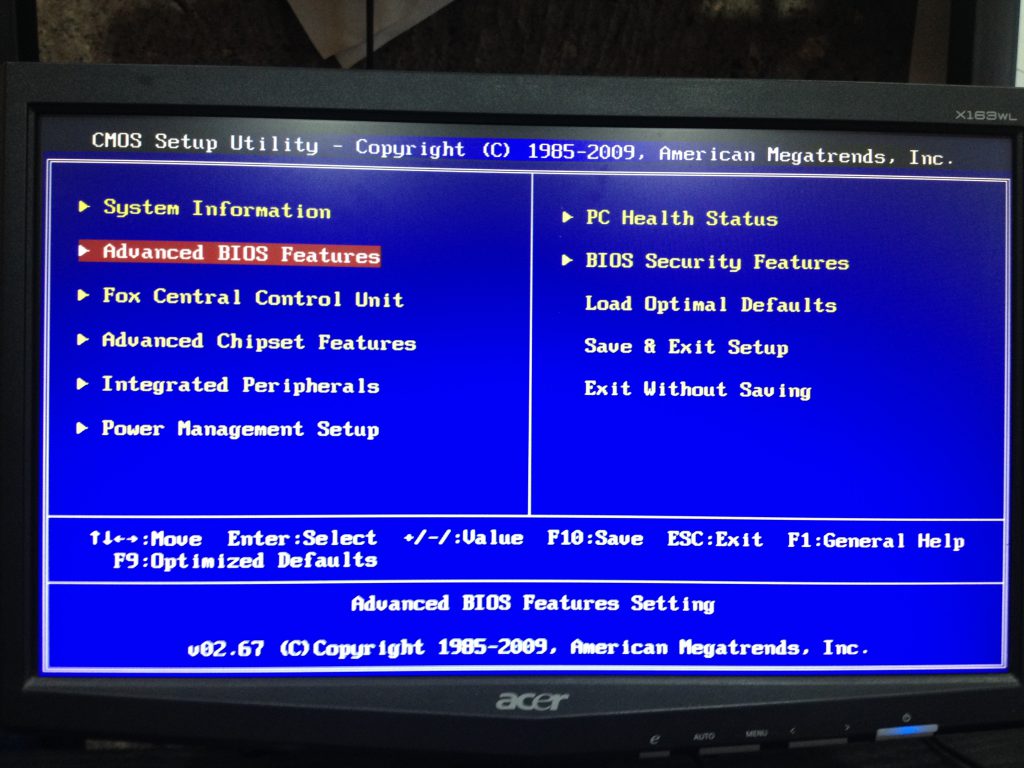 X163WL
CMOS Setup Utility - Copyright (C) 1985-2009, American Megatrends, Inc.
▶ System Information
▶ Advanced BIOS Features
▶ Fox Central Control Unit
▶ Advanced Chipset Features
▶ Integrated Peripherals
▶ Power Management Setup
▶ PC Health Status
▶ BIOS Security Features
Load Optimal Defaults
Save & Exit Setup
Exit Without Saving
↑↓←→:Move Enter:Select +/-/:Value F10:Save ESC:Exit F1:General Help
F9:Optimized Defaults
Advanced BIOS Features Setting
v02.67 (C)Copyright 1985-2009, American Megatrends, Inc.
acer
e AUTO MENU < >